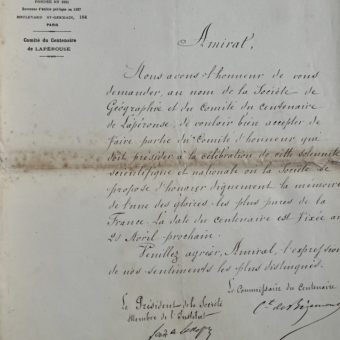 FONDÉE EN 1821
Reconnue d'utilité publique en 1827
BOULEVARD ST-GERMAIN, 184
PARIS
Comité du Centenaire
de LAPÉROUSE
Amiral,
Nous avons l'honneur de vous
demander, au nom de la Société de
Géographie et du Comité du centenaire
de Lapérouse, de vouloir bien accepter de
faire partie du Comité d'honneur qui
doit présider à la célébration de cette solennité
scientifique et nationale où la Société se
propose d'honorer dignement la mémoire
de l'une des gloires les plus pures de la
France. La date du centenaire est fixée au
20 Avril prochain.
Veuillez agréer, Amiral, l'expression
de nos sentiments les plus distingués.
Le Commissaire du Centenaire
Le Président de la Société
Membre de l'Institut